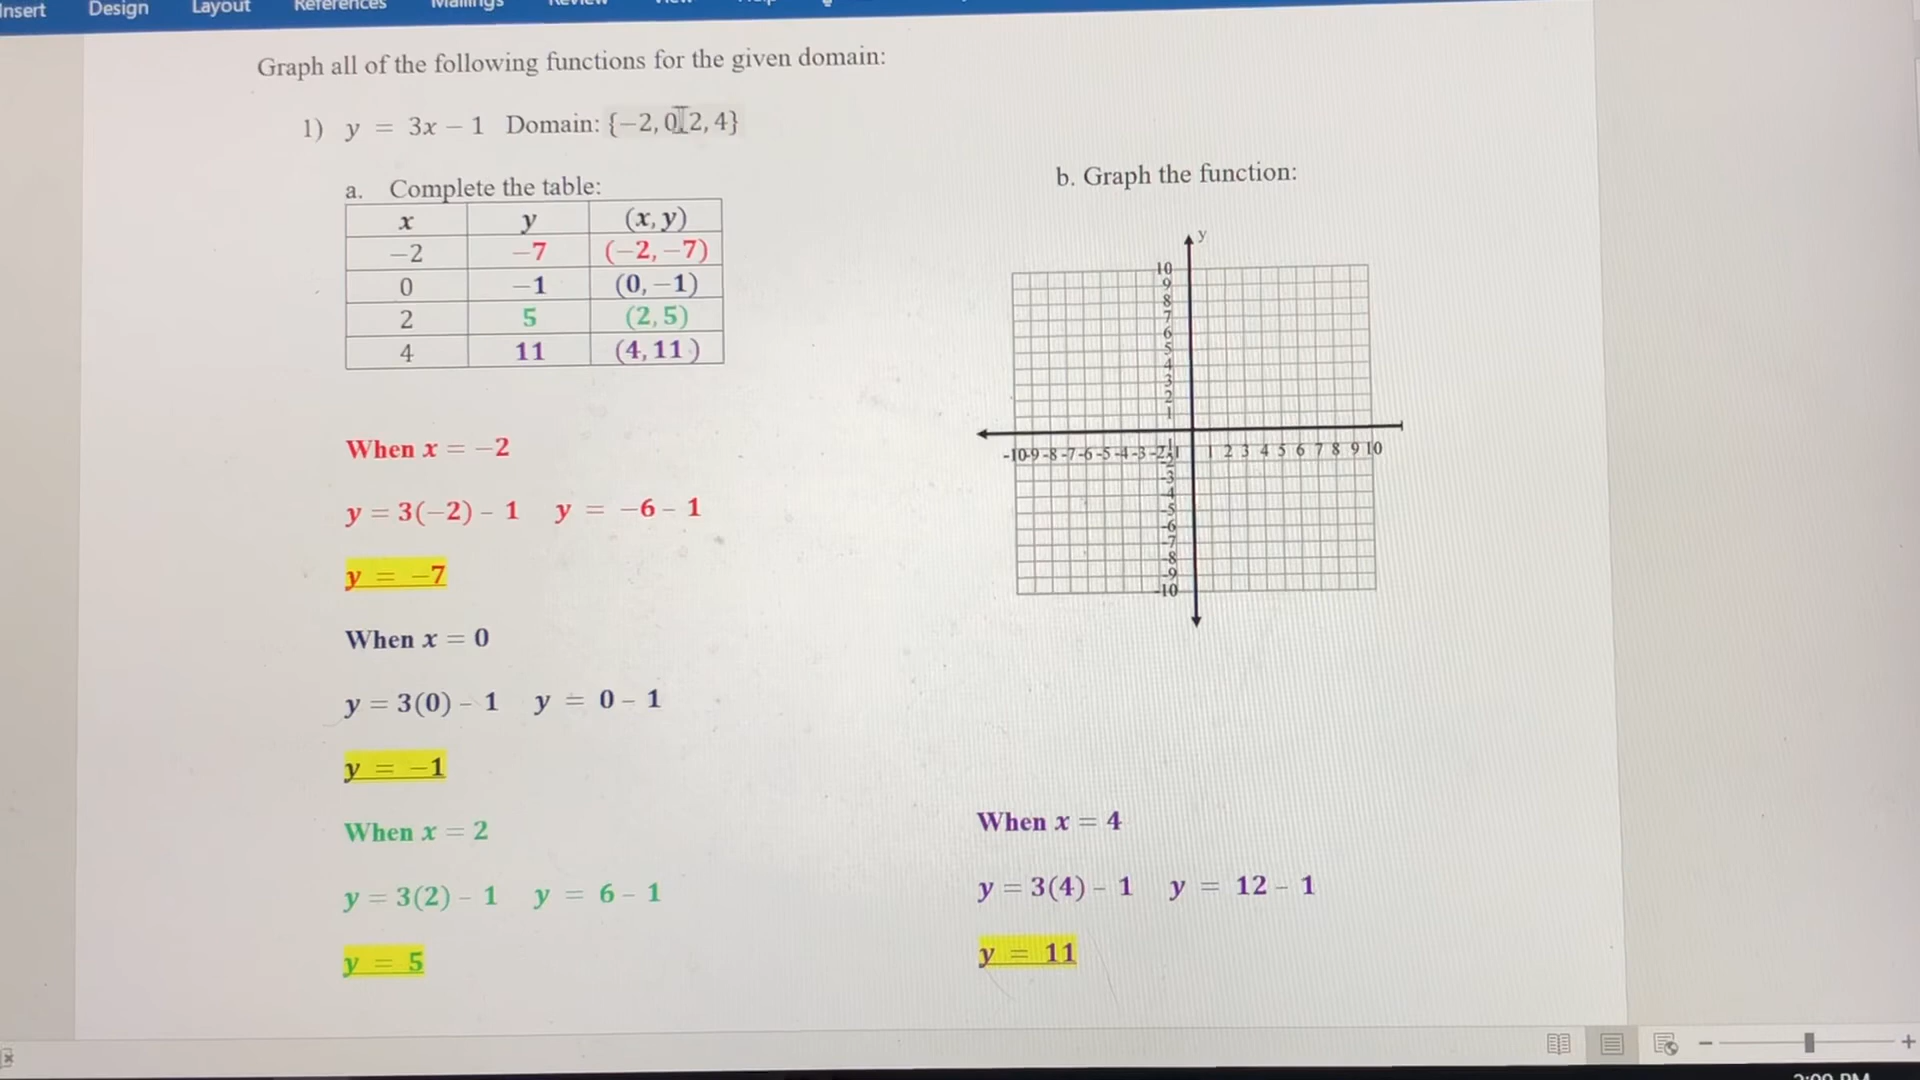 Insert Design Layout References Mailings Review View Help
Graph all of the following functions for the given domain:
1) y = 3x – 1 Domain: {−2, 0, 2, 4}
a. Complete the table:
x y (x, y)
−2 −7 (−2, −7)
0 −1 (0, −1)
2 5 (2, 5)
4 11 (4, 11 )
When x = −2
y = 3(−2) – 1 y = −6 – 1
y = −7
When x = 0
y = 3(0) – 1 y = 0 – 1
y = −1
When x = 2
y = 3(2) – 1 y = 6 – 1
y = 5
b. Graph the function:
y
10
9
8
7
6
5
4
3
2
1
-10 -9 -8 -7 -6 -5 -4 -3 -2 -1 1 2 3 4 5 6 7 8 9 10
-3
-4
-5
-6
-7
-8
-9
-10
When x = 4
y = 3(4) – 1 y = 12 – 1
y = 11